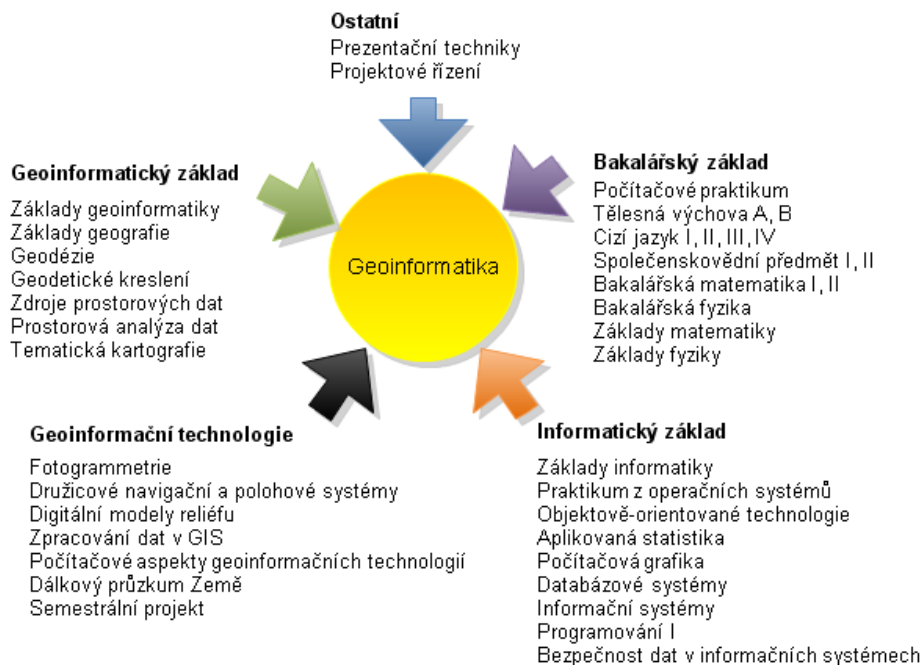 Ostatní
Prezentační techniky
Projektové řízení
Geoinformatický základ
Základy geoinformatiky
Základy geografie
Geodézie
Geodetické kreslení
Zdroje prostorových dat
Prostorová analýza dat
Tematická kartografie
Geoinformatika
Bakalářský základ
Počítačové praktikum
Tělesná výchova A, B
Cizí jazyk I, II, III, IV
Společenskovědní předmět I, II
Bakalářská matematika I, II
Bakalářská fyzika
Základy matematiky
Základy fyziky
Geoinformační technologie
Fotogrammetrie
Družicové navigační a polohové systémy
Digitální modely reliéfu
Zpracování dat v GIS
Počítačové aspekty geoinformačních technologií
Dálkový průzkum Země
Semestrální projekt
Informatický základ
Základy informatiky
Praktikum z operačních systémů
Objektově-orientované technologie
Aplikovaná statistika
Počítačová grafika
Databázové systémy
Informační systémy
Programování I
Bezpečnost dat v informačních systémech